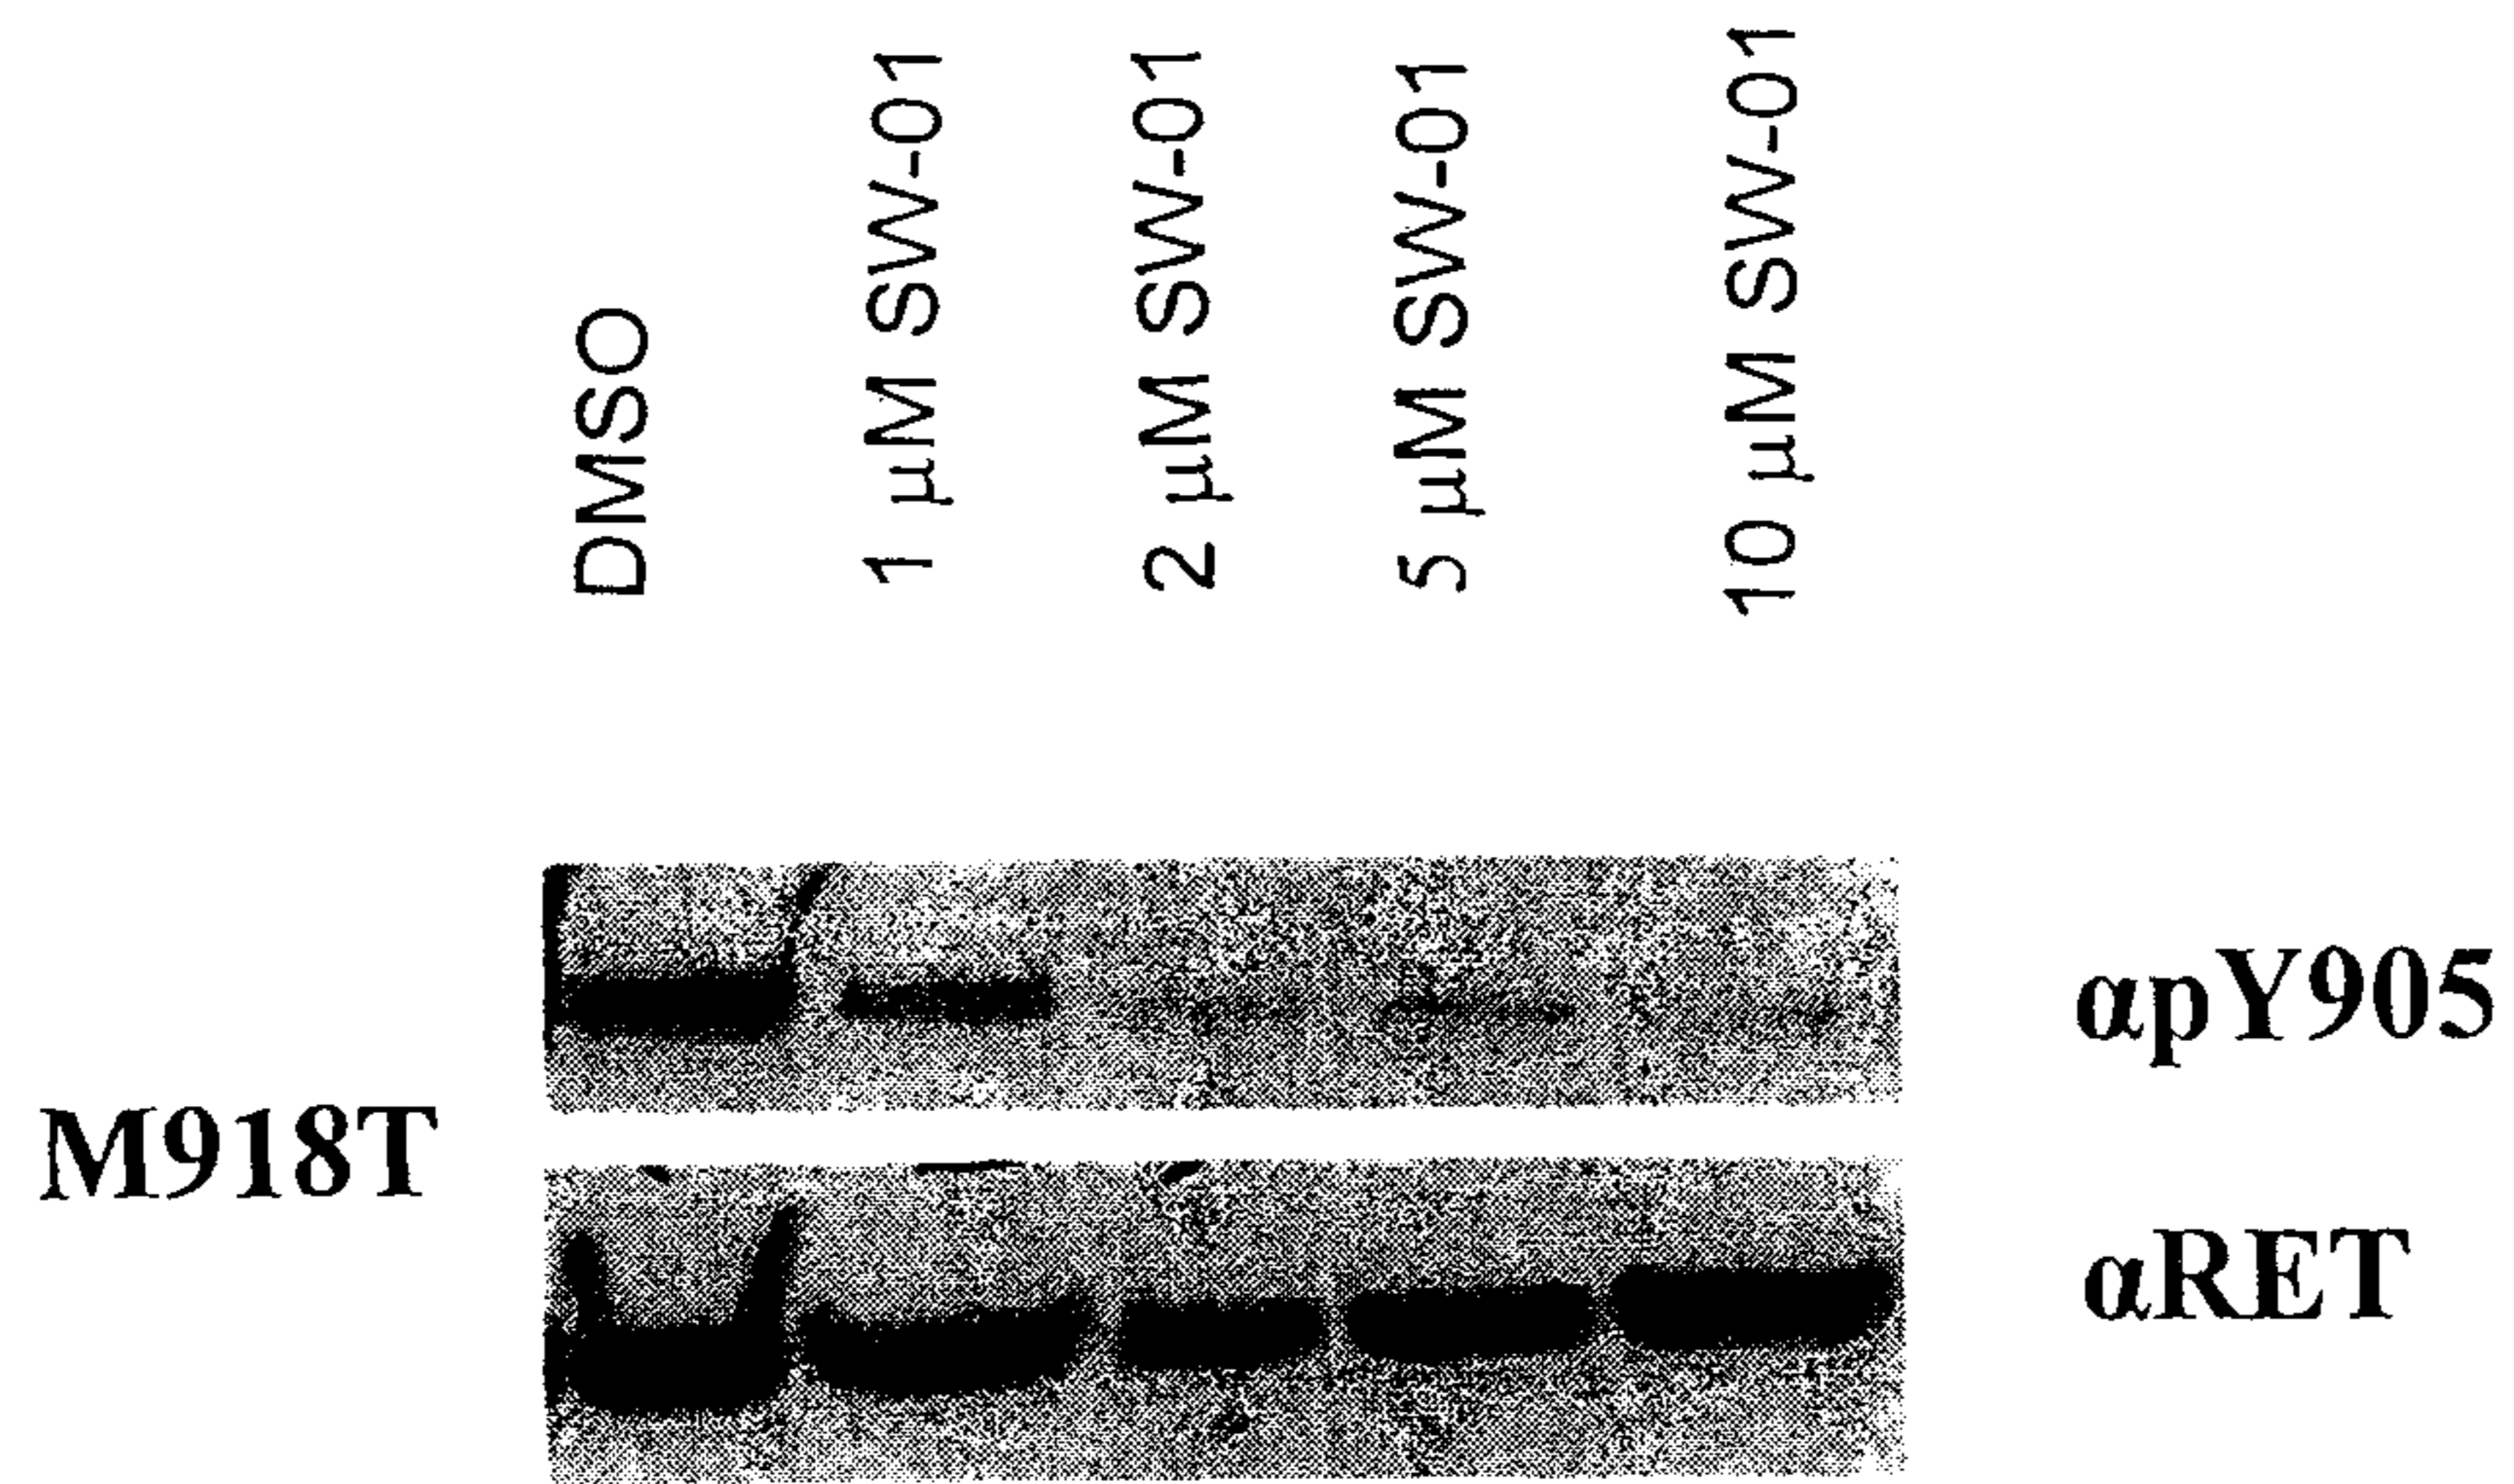 DMSO
1 µM SW-01
2 µM SW-01
5 µM SW-01
10 µM SW-01
αpY905
M918T
αRET